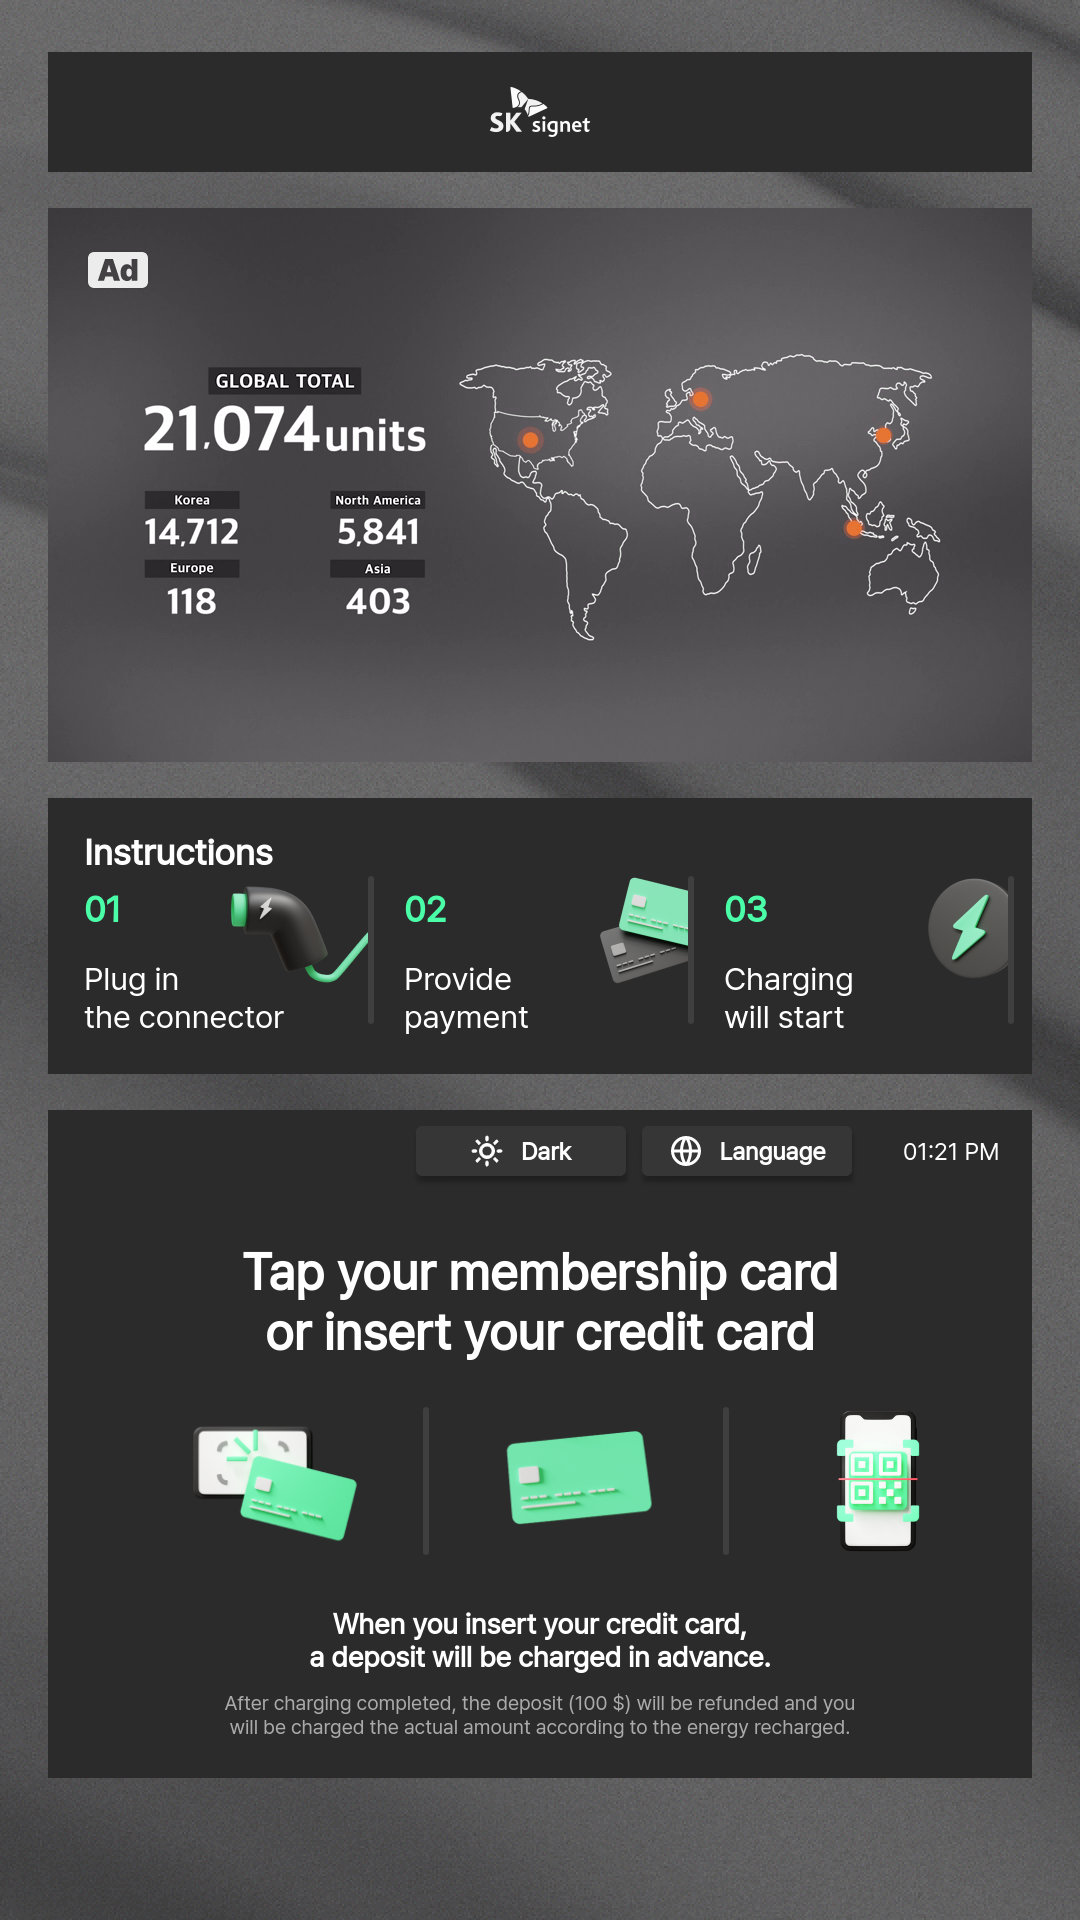 SK signet
Ad
GLOBAL TOTAL
21,074 units
Korea
14,712
North America
5,841
Europe
118
Asia
403
Instructions
01
Plug in
the connector
02
Provide
payment
03
Charging
will start
Dark
Language
01:21 PM
Tap your membership card
or insert your credit card
When you insert your credit card,
a deposit will be charged in advance.
After charging completed, the deposit (100 $) will be refunded and you
will be charged the actual amount according to the energy recharged.